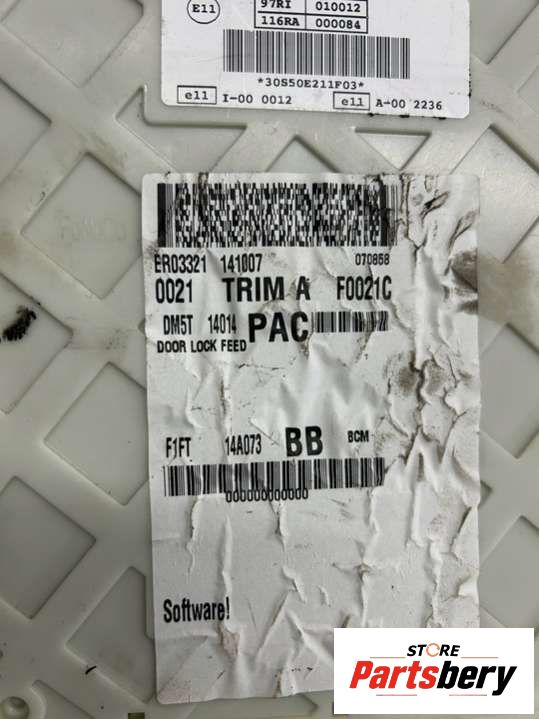 E11
97RI 010012
116RA 000084
*30S50E211F03*
e11 I-00 0012 e11 A-00 2236
ER03321 141007 070858
0021 TRIM A F0021C
DM5T 14014 PAC
DOOR LOCK FEED
F1FT 14A073 BB BCM
000000000000
Software!
STORE
Partsbery